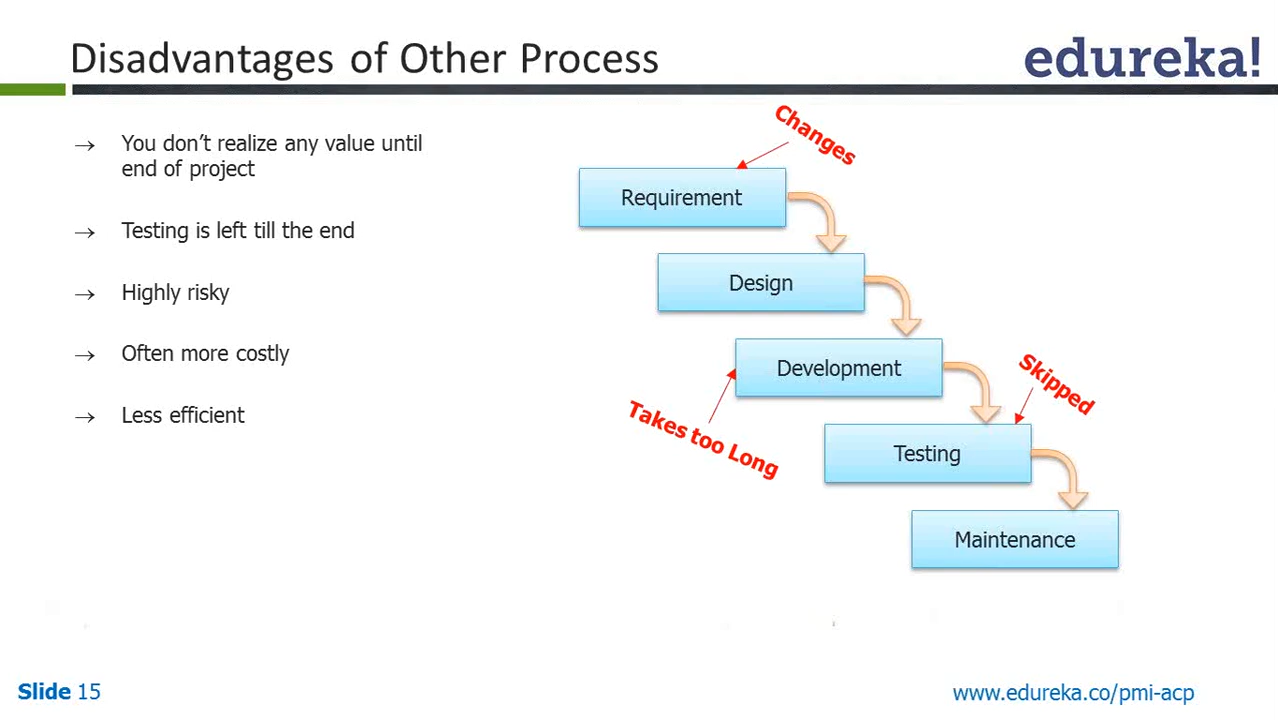 Disadvantages of Other Process
edureka!
→ You don’t realize any value until
end of project
→ Testing is left till the end
→ Highly risky
→ Often more costly
→ Less efficient
Changes
Requirement
Design
Development
Skipped
Takes too Long
Testing
Maintenance
Slide 15
www.edureka.co/pmi-acp